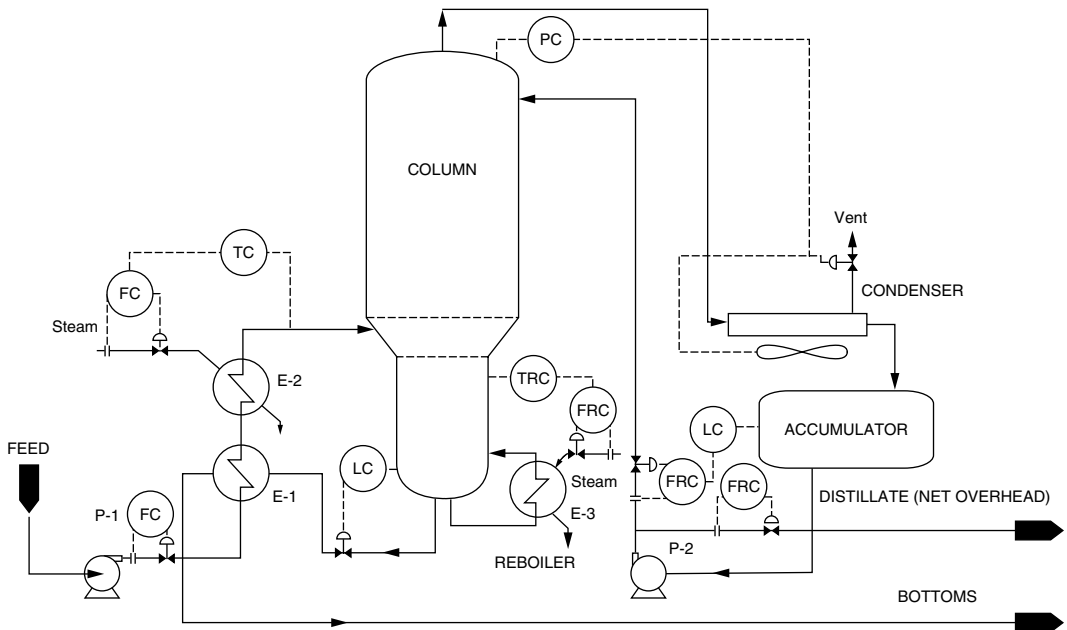 PC
COLUMN
Vent
TC
FC
CONDENSER
Steam
E-2
TRC
FRC
LC
ACCUMULATOR
FEED
LC
Steam
FRC
FRC
E-1
DISTILLATE (NET OVERHEAD)
P-1
FC
E-3
P-2
REBOILER
BOTTOMS